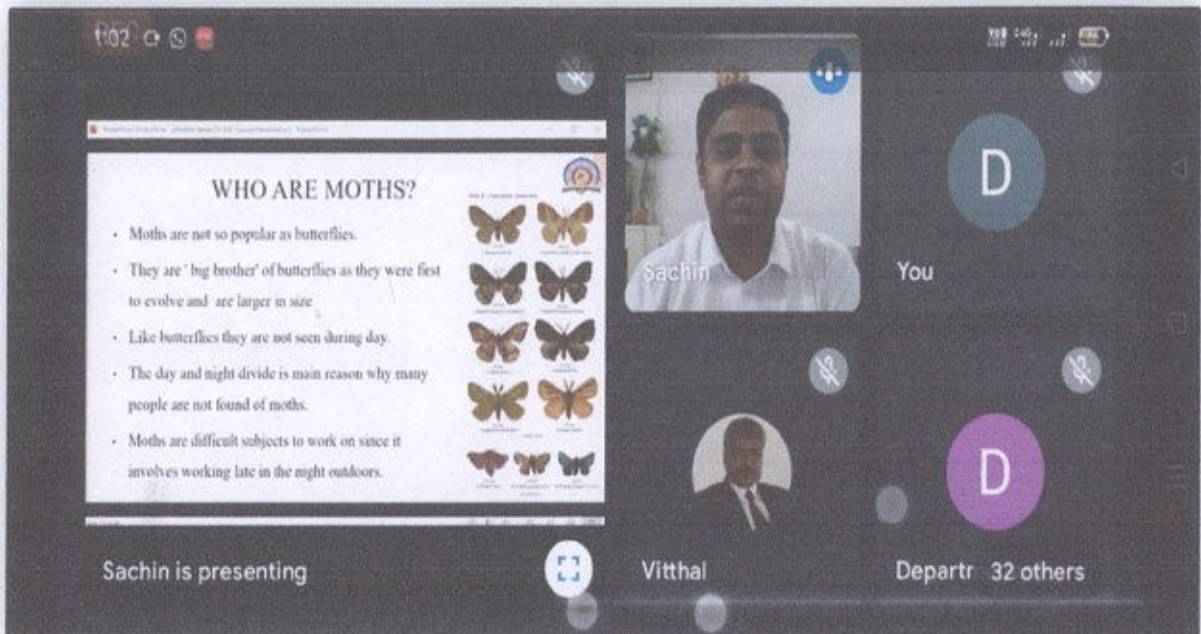 1:02
WHO ARE MOTHS?
• Moths are not so popular as butterflies.
• They are ' big brother' of butterflies as they were first
to evolve and are larger in size
• Like butterflies they are not seen during day.
• The day and night divide is main reason why many
people are not found of moths.
• Moths are difficult subjects to work on since it
involves working late in the night outdoors.
Sachin is presenting
Sachin
D
You
Vitthal
D
Departr 32 others